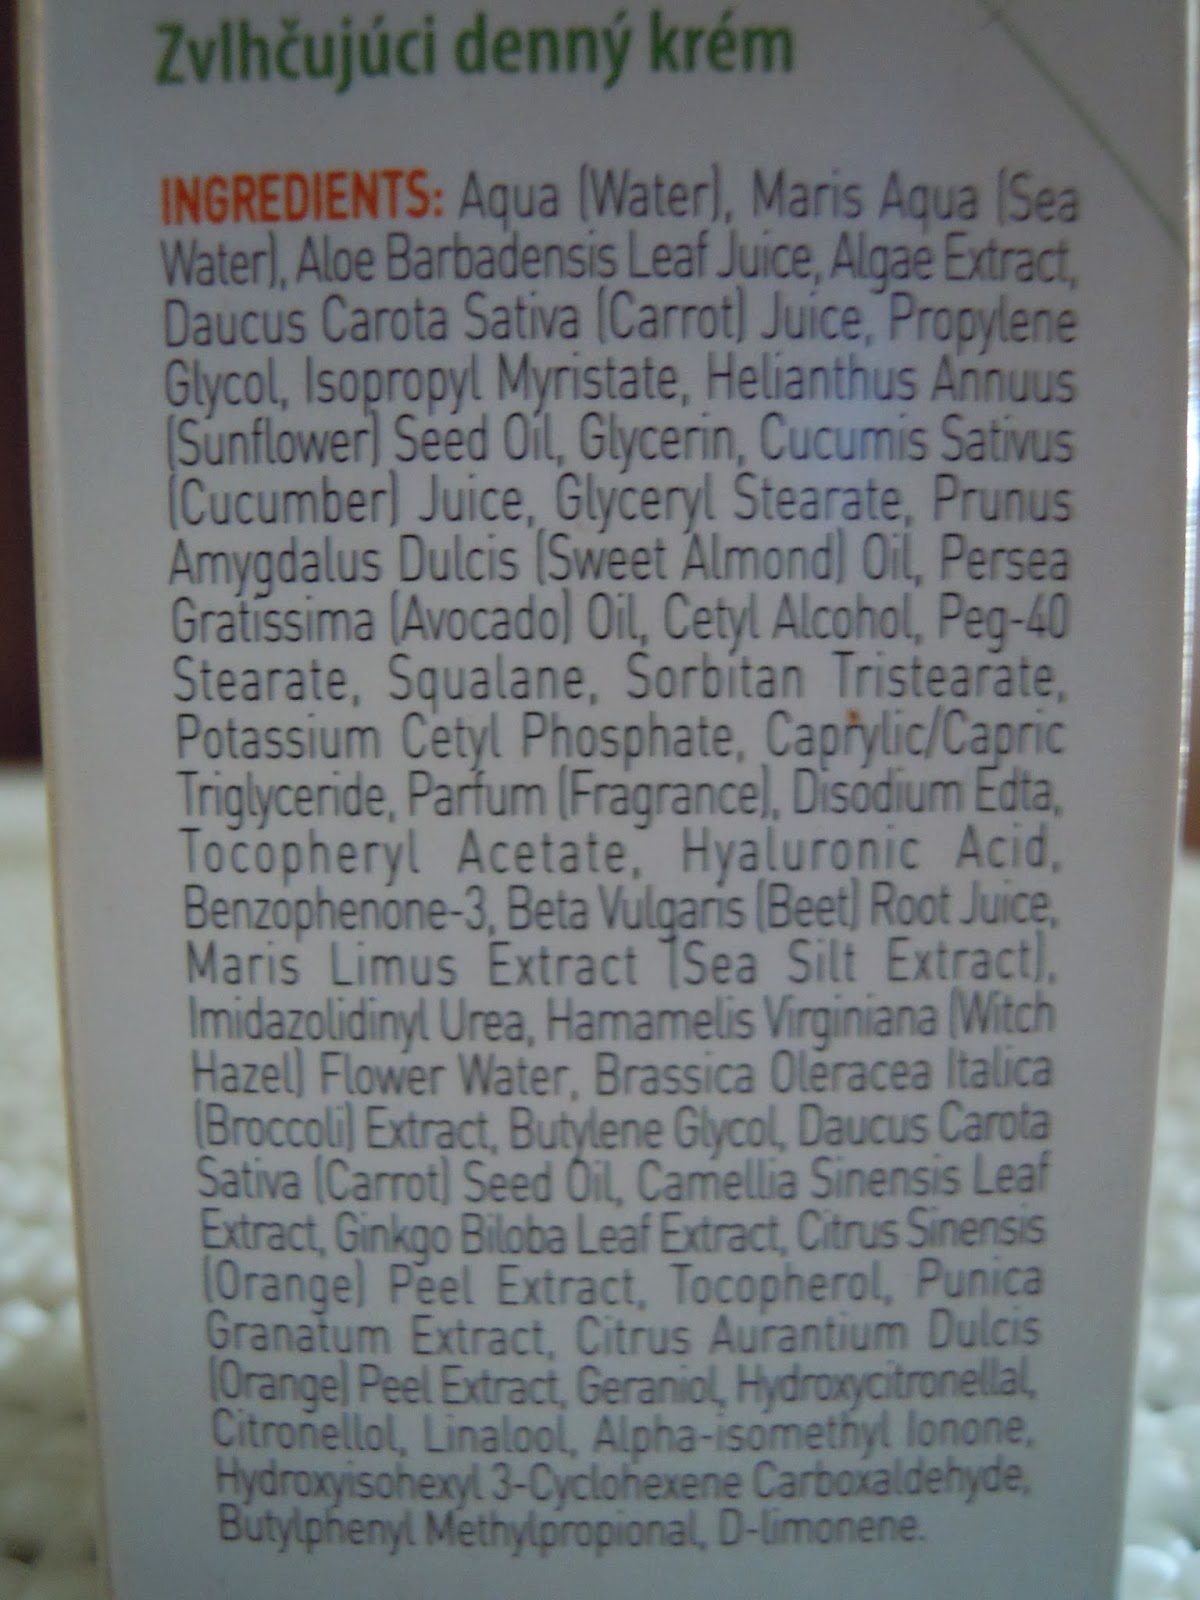 Zvlhčujúci denný krém
INGREDIENTS: Aqua (Water), Maris Aqua (Sea
Water), Aloe Barbadensis Leaf Juice, Algae Extract,
Daucus Carota Sativa (Carrot) Juice, Propylene
Glycol, Isopropyl Myristate, Helianthus Annuus
(Sunflower) Seed Oil, Glycerin, Cucumis Sativus
(Cucumber) Juice, Glyceryl Stearate, Prunus
Amygdalus Dulcis (Sweet Almond) Oil, Persea
Gratissima (Avocado) Oil, Cetyl Alcohol, Peg-40
Stearate, Squalane, Sorbitan Tristearate,
Potassium Cetyl Phosphate, Caprylic/Capric
Triglyceride, Parfum (Fragrance), Disodium Edta,
Tocopheryl Acetate, Hyaluronic Acid,
Benzophenone-3, Beta Vulgaris (Beet) Root Juice,
Maris Limus Extract (Sea Silt Extract),
Imidazolidinyl Urea, Hamamelis Virginiana (Witch
Hazel) Flower Water, Brassica Oleracea Italica
(Broccoli) Extract, Butylene Glycol, Daucus Carota
Sativa (Carrot) Seed Oil, Camellia Sinensis Leaf
Extract, Ginkgo Biloba Leaf Extract, Citrus Sinensis
(Orange) Peel Extract, Tocopherol, Punica
Granatum Extract, Citrus Aurantium Dulcis
(Orange) Peel Extract, Geraniol, Hydroxycitronellal,
Citronellol, Linalool, Alpha-isomethyl Ionone,
Hydroxyisohexyl 3-Cyclohexene Carboxaldehyde,
Butylphenyl Methylpropional, D-limonene.